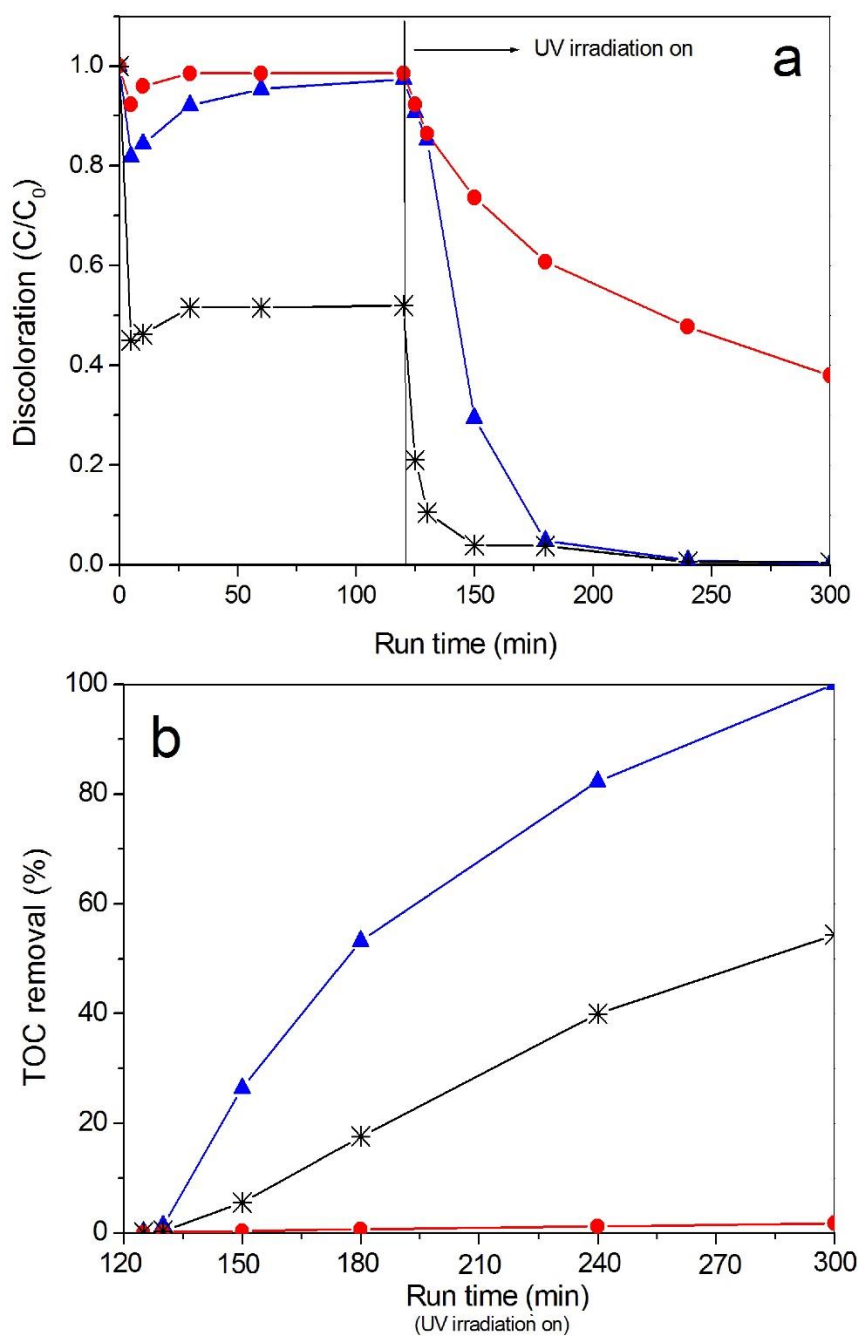 a
UV irradiation on
1.0
0.8
0.6
0.4
0.2
0.0
Discoloration (C/C0)
0 50 100 150 200 250 300
Run time (min)
b
100
80
60
40
20
0
TOC removal (%)
120 150 180 210 240 270 300
Run time (min)
(UV irradiation on)